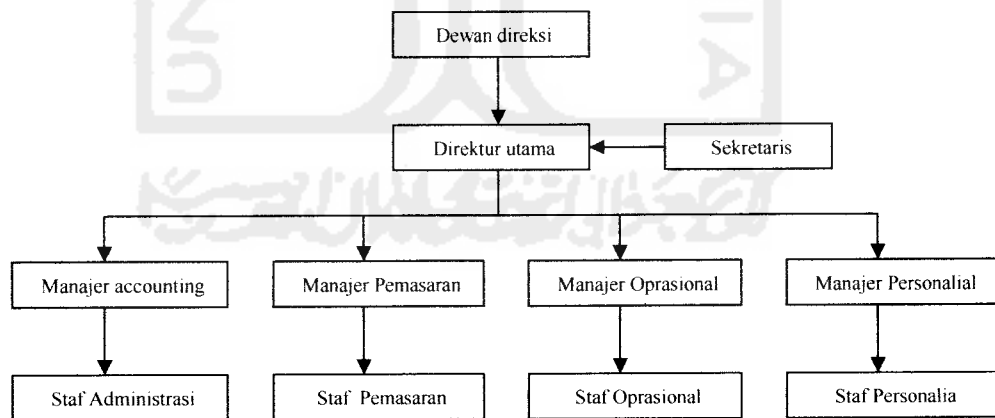 Dewan direksi
Direktur utama
Sekretaris
Manajer accounting
Manajer Pemasaran
Manajer Oprasional
Manajer Personalial
Staf Administrasi
Staf Pemasaran
Staf Oprasional
Staf Personalia